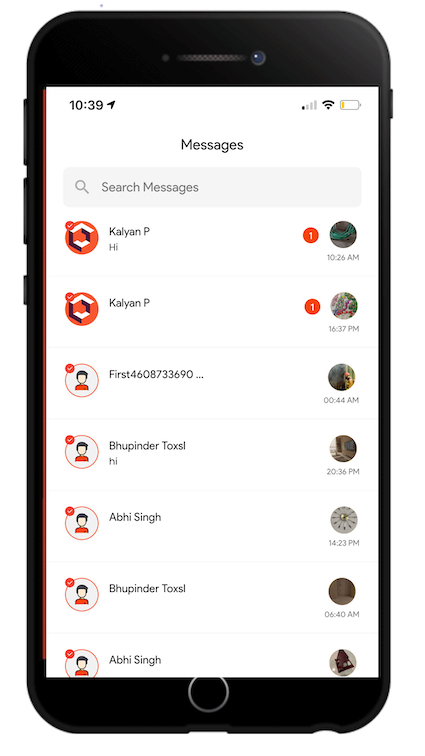 10:39
Messages
Search Messages
Kalyan P
1
Hi
10:26 AM
Kalyan P
1
16:37 PM
First4608733690 ...
00:44 AM
Bhupinder Toxsl
hi
20:36 PM
Abhi Singh
14:23 PM
Bhupinder Toxsl
06:40 AM
Abhi Singh